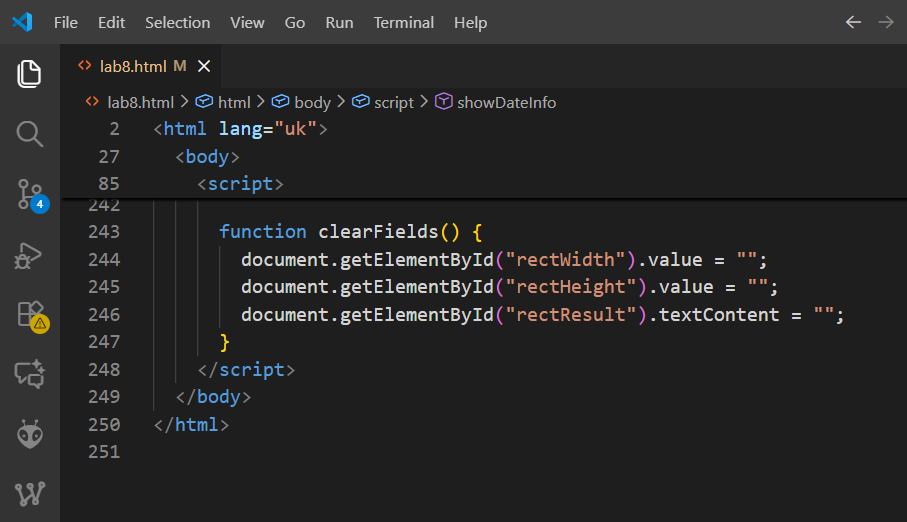 File Edit Selection View Go Run Terminal Help
lab8.html M
lab8.html html body script showDateInfo
2 <html lang="uk">
27 <body>
85 <script>
242
243 function clearFields() {
244 document.getElementById("rectWidth").value = "";
245 document.getElementById("rectHeight").value = "";
246 document.getElementById("rectResult").textContent = "";
247 }
248 </script>
249 </body>
250 </html>
251
4